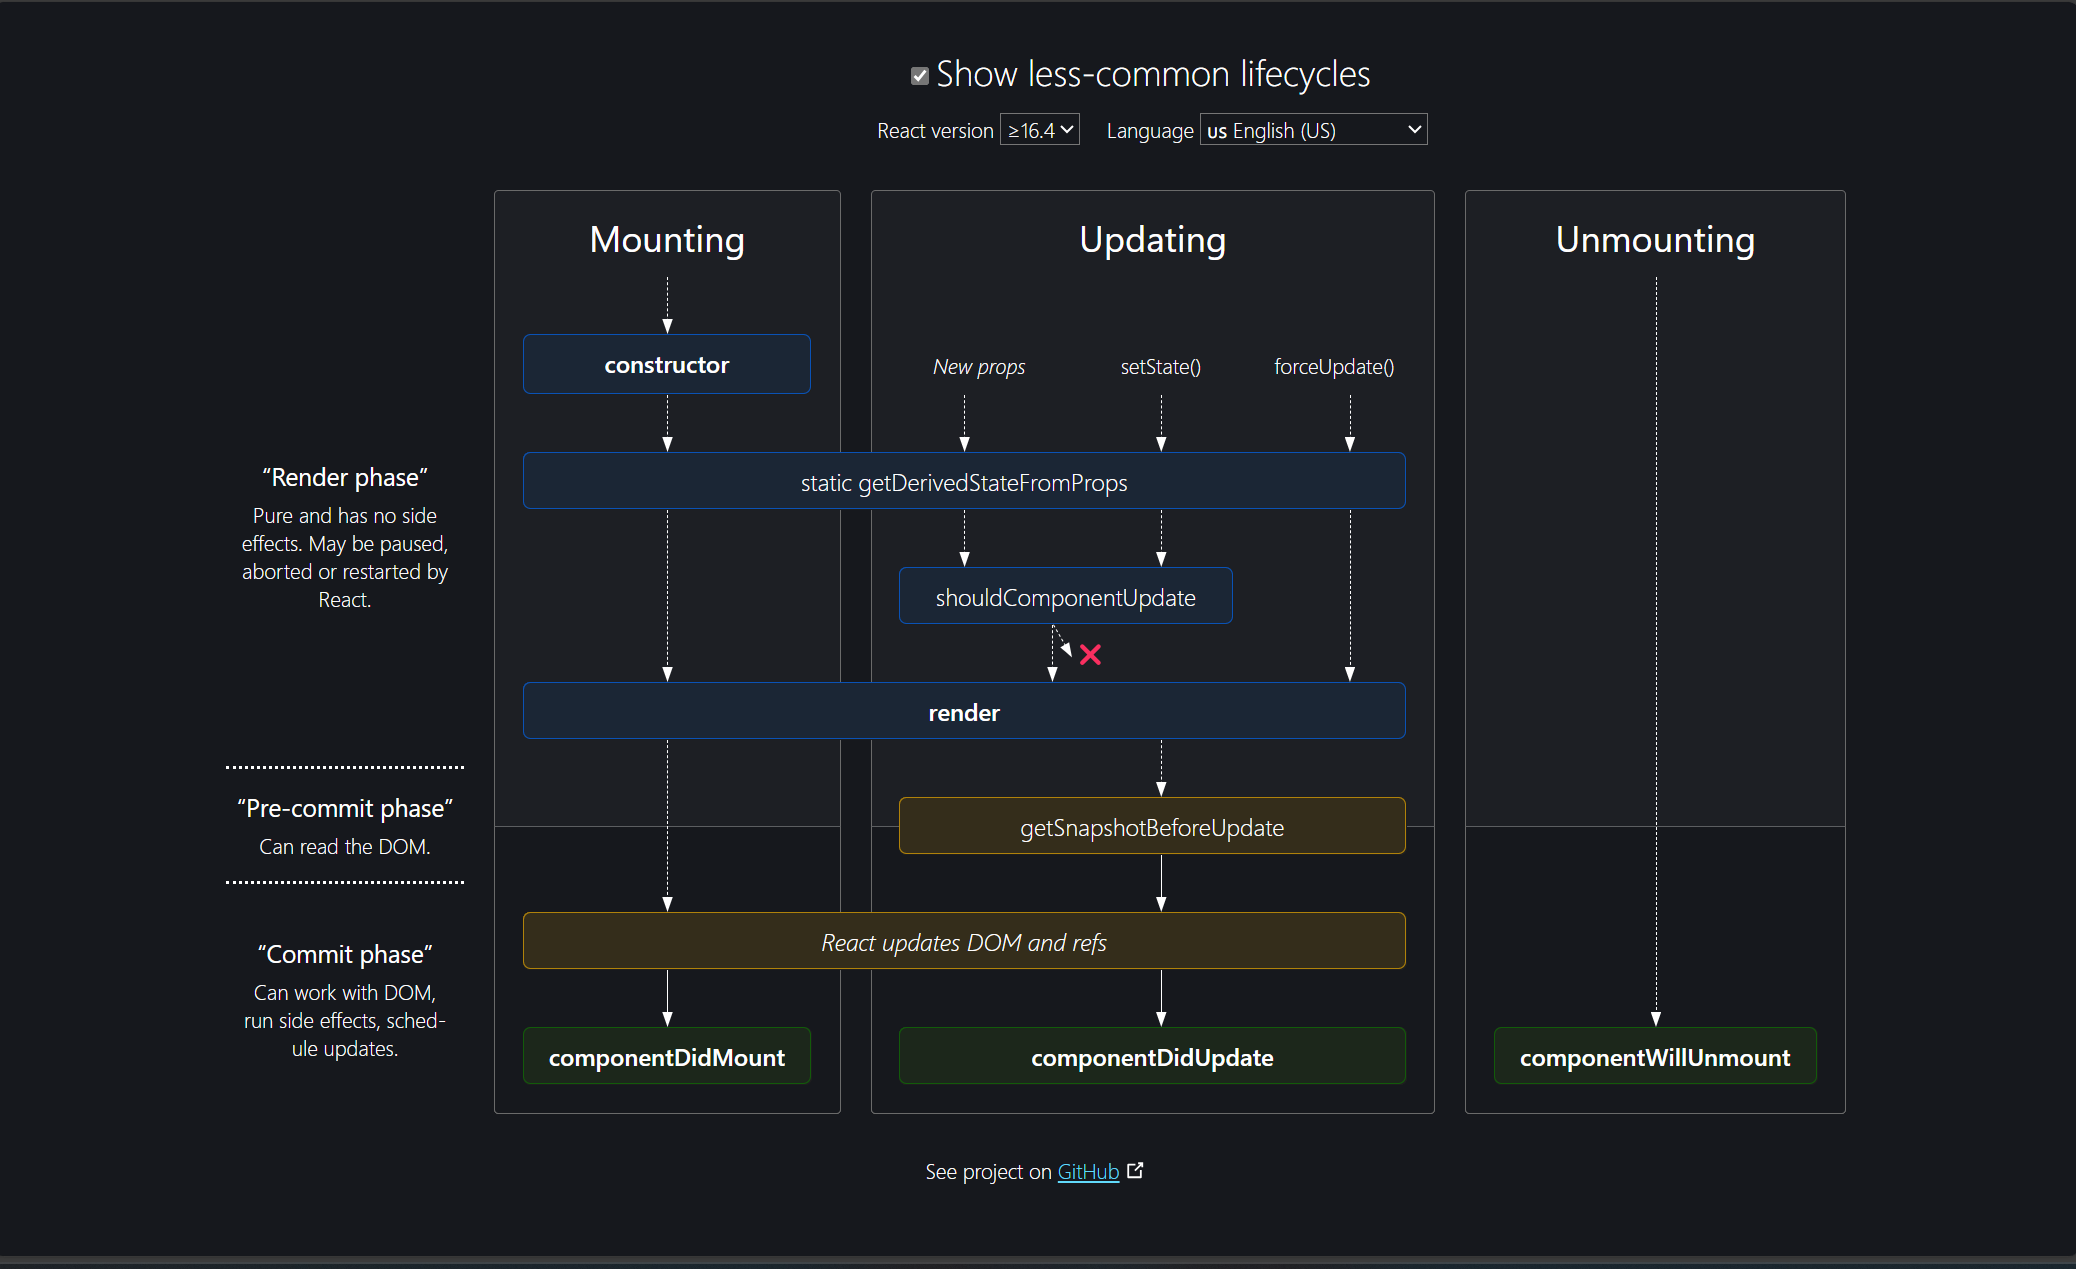 Show less-common lifecycles
React version ≥16.4 Language us English (US)
Mounting
Updating
Unmounting
constructor
New props
setState()
forceUpdate()
static getDerivedStateFromProps
“Render phase”
Pure and has no side
effects. May be paused,
aborted or restarted by
React.
shouldComponentUpdate
render
“Pre-commit phase”
Can read the DOM.
getSnapshotBeforeUpdate
React updates DOM and refs
“Commit phase”
Can work with DOM,
run side effects, sched-
ule updates.
componentDidMount
componentDidUpdate
componentWillUnmount
See project on GitHub